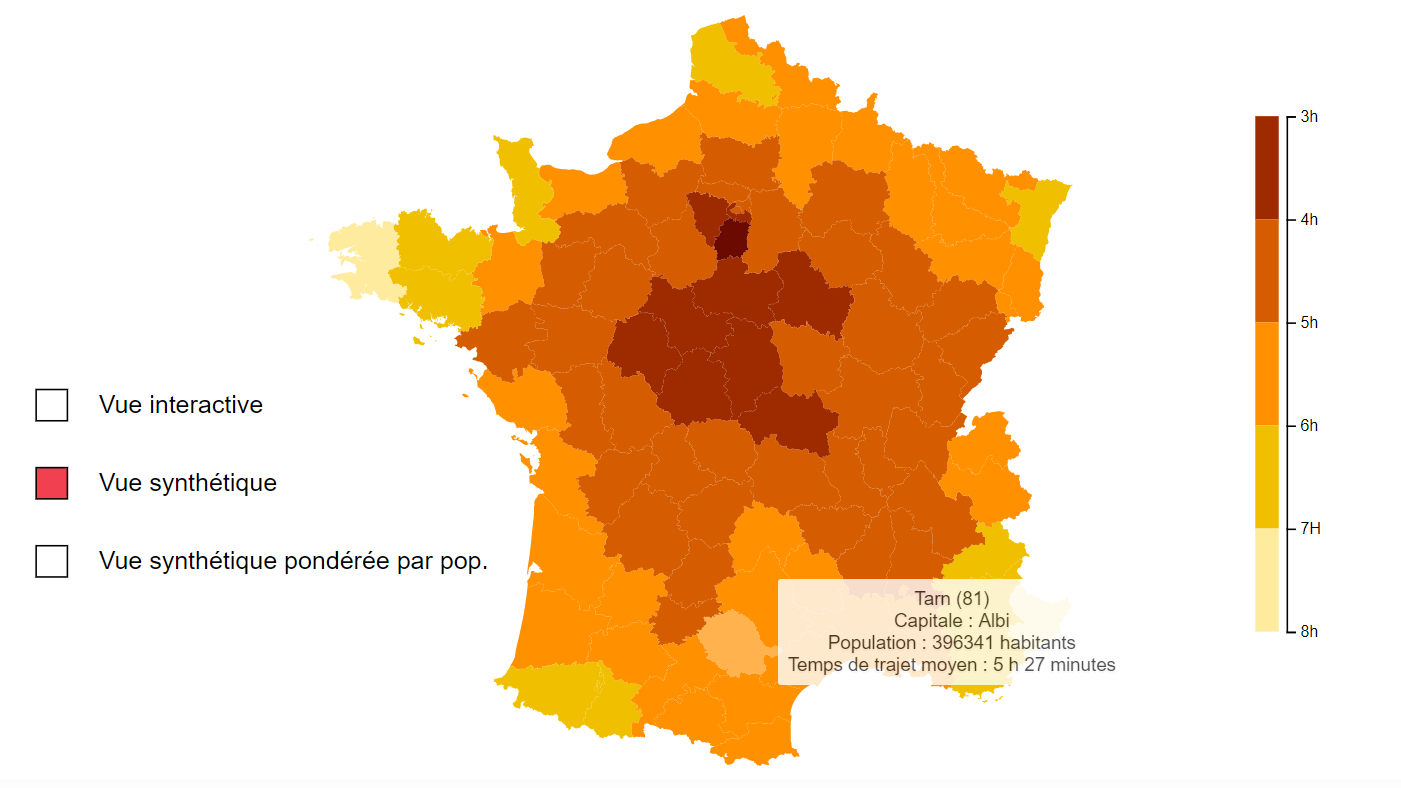 3h
4h
5h
6h
7H
8h
Vue interactive
Vue synthétique
Vue synthétique pondérée par pop.
Tarn (81)
Capitale : Albi
Population : 396341 habitants
Temps de trajet moyen : 5 h 27 minutes